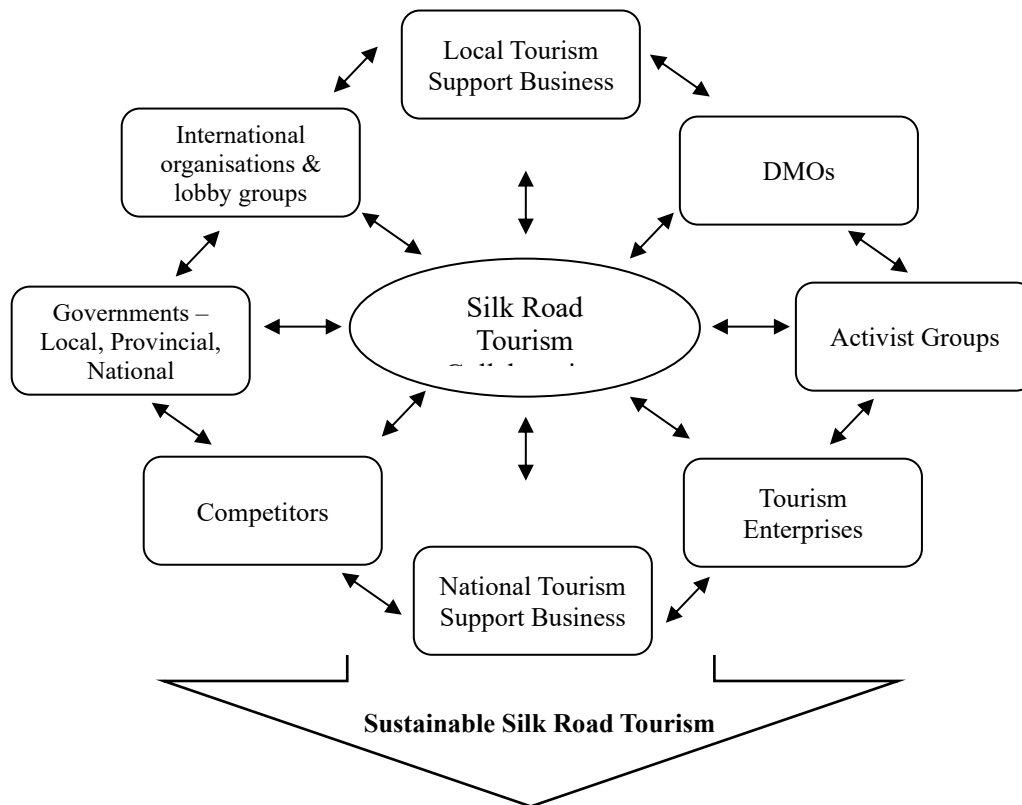 Local Tourism
Support Business
International
organisations &
lobby groups
DMOs
Governments –
Local, Provincial,
National
Silk Road
Tourism
Activist Groups
Competitors
Tourism
Enterprises
National Tourism
Support Business
Sustainable Silk Road Tourism